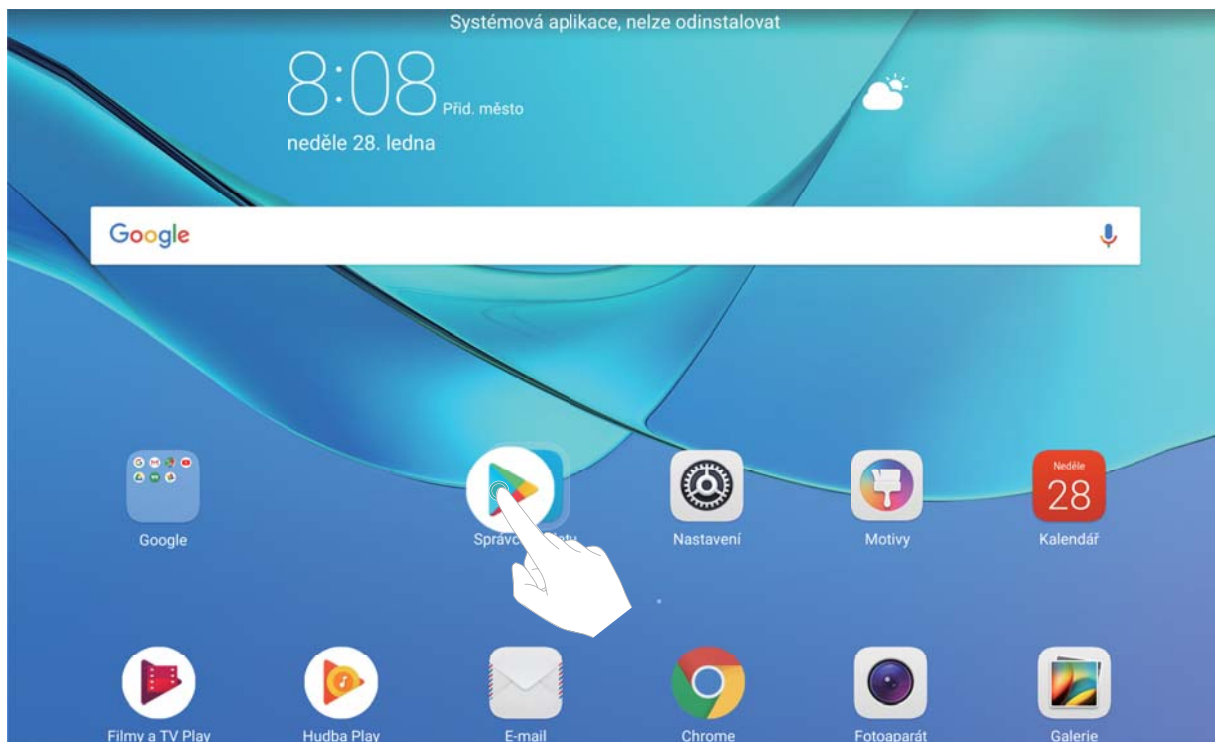 Systémová aplikace, nelze odinstalovat
8:08 Příd. město
neděle 28. ledna
Google
Neděle
28
Google
Nastavení
Motivy
Kalendář
Filmy a TV Play
Hudba Play
E-mail
Chrome
Fotoaparát
Galerie